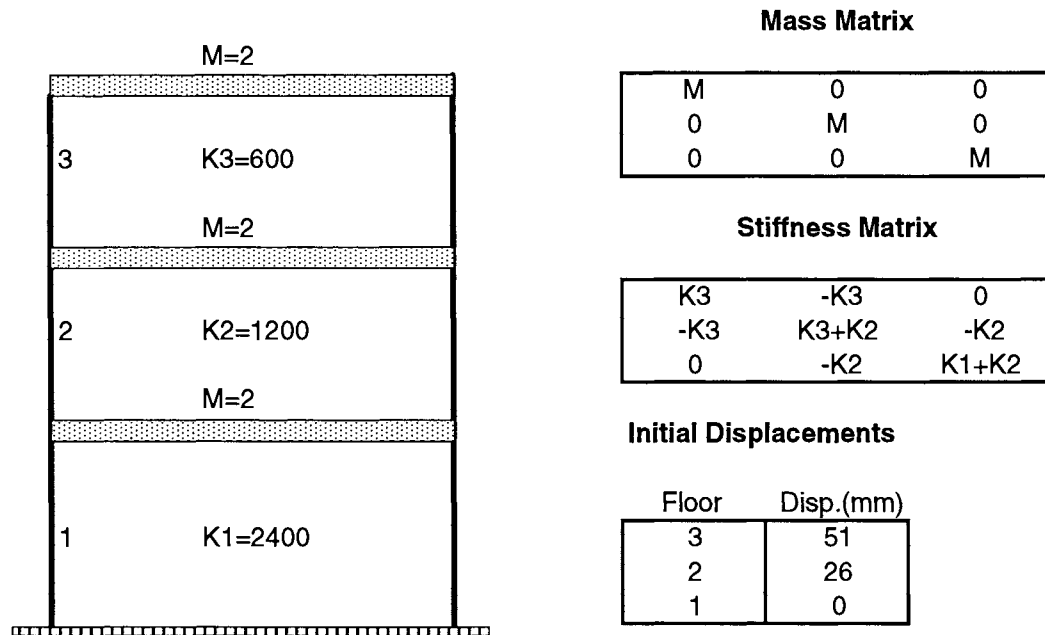 M=2
3 K3=600
M=2
2 K2=1200
M=2
1 K1=2400
Mass Matrix
M 0 0
0 M 0
0 0 M
Stiffness Matrix
K3 -K3 0
-K3 K3+K2 -K2
0 -K2 K1+K2
Initial Displacements
Floor Disp.(mm)
3 51
2 26
1 0